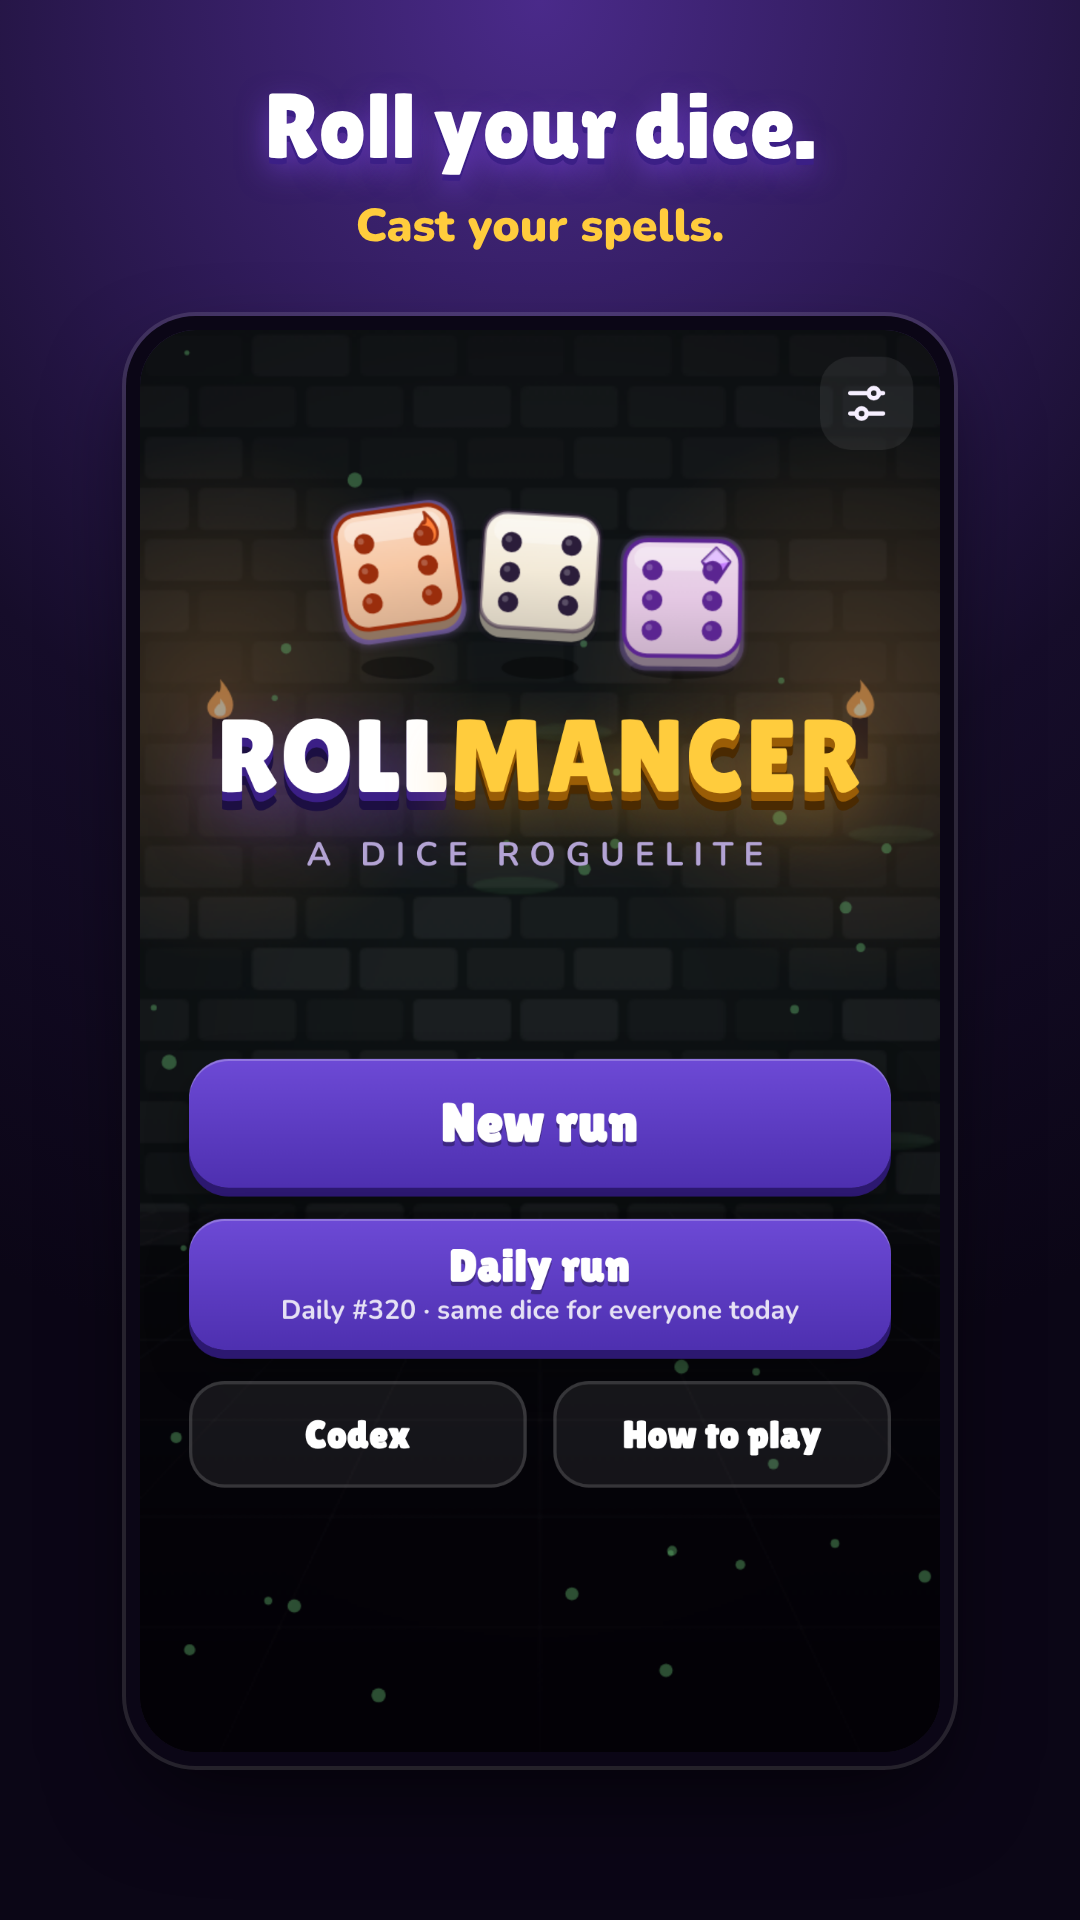 Roll your dice.
Cast your spells.
ROLLMANCER
A DICE ROGUELITE
New run
Daily run
Daily #320 · same dice for everyone today
Codex
How to play